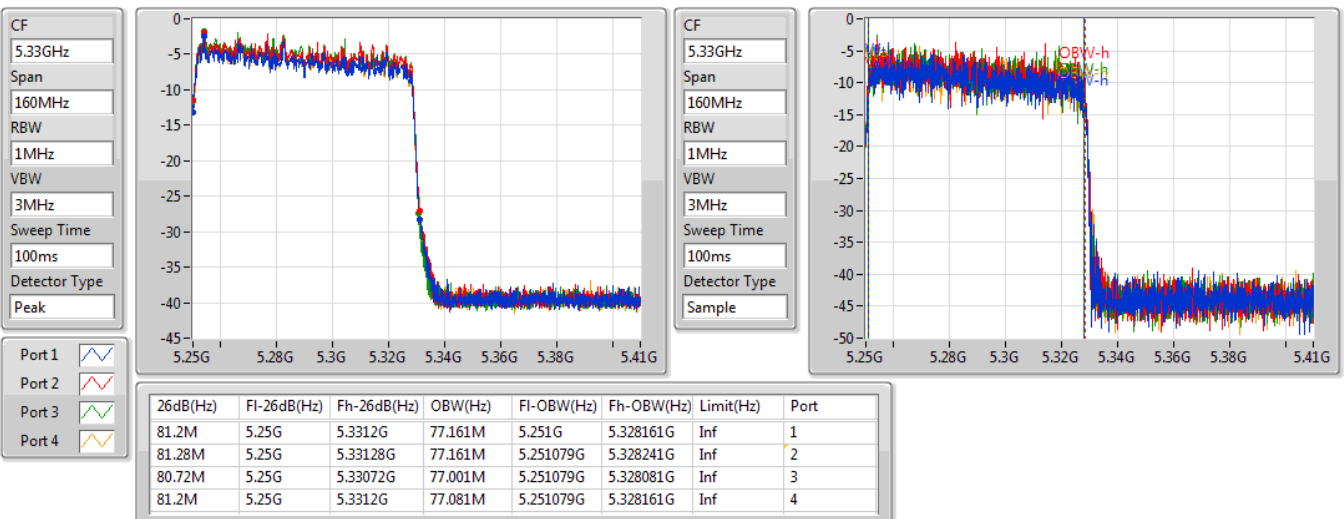 CF
5.33GHz
Span
160MHz
RBW
1MHz
VBW
3MHz
Sweep Time
100ms
Detector Type
Peak
0
-5
-10
-15
-20
-25
-30
-35
-40
-45
5.25G 5.28G 5.3G 5.32G 5.34G 5.36G 5.38G 5.41G
CF
5.33GHz
Span
160MHz
RBW
1MHz
VBW
3MHz
Sweep Time
100ms
Detector Type
Sample
0
-5
-10
-15
-20
-25
-30
-35
-40
-45
-50
OBW-h
OBW-h
OBW-h
5.25G 5.28G 5.3G 5.32G 5.34G 5.36G 5.38G 5.41G
Port 1
Port 2
Port 3
Port 4
26dB(Hz) Fl-26dB(Hz) Fh-26dB(Hz) OBW(Hz) Fl-OBW(Hz) Fh-OBW(Hz) Limit(Hz) Port
81.2M 5.25G 5.3312G 77.161M 5.251G 5.328161G Inf 1
81.28M 5.25G 5.33128G 77.161M 5.251079G 5.328241G Inf 2
80.72M 5.25G 5.33072G 77.001M 5.251079G 5.328081G Inf 3
81.2M 5.25G 5.3312G 77.081M 5.251079G 5.328161G Inf 4